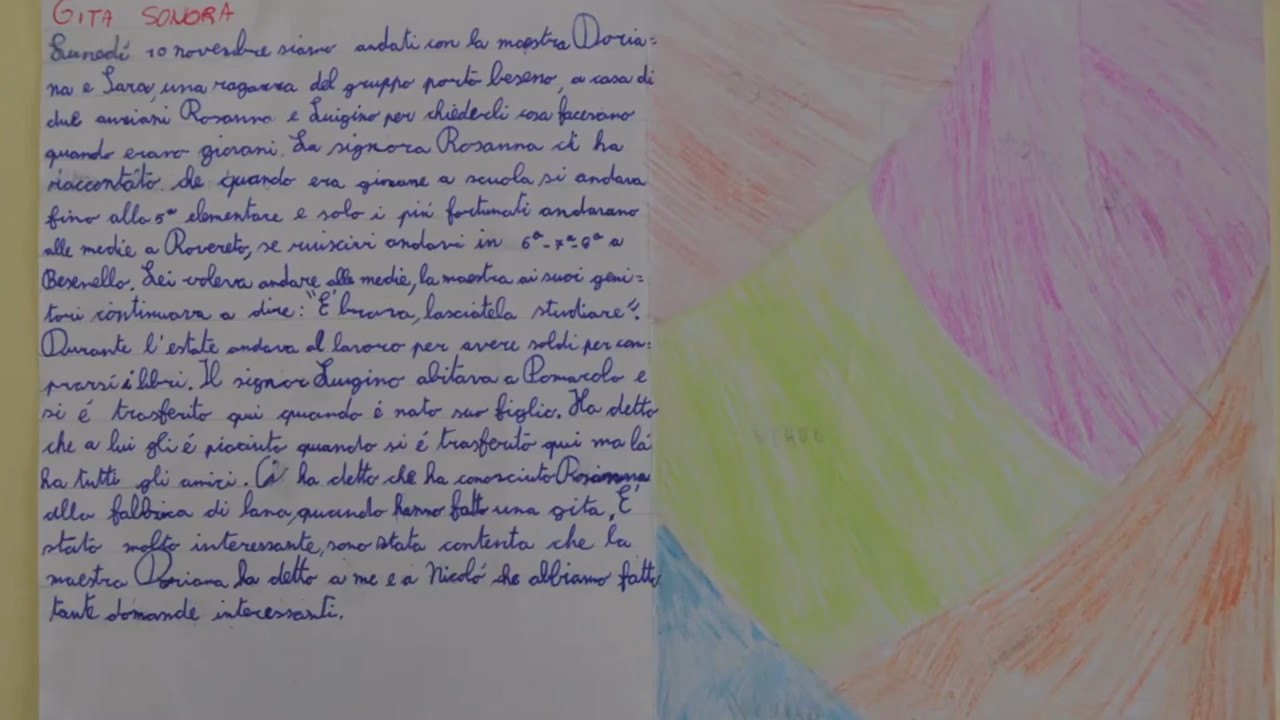 GITA SONORA
Lunedí 10 novembre siamo andati con la maestra Doria=
na e Sara, una ragazza del gruppo portobeseno, a casa di
due anziani Rosanna e Luigino per chiederli cosa facevano
quando erano giovani. La signora Rosanna ci ha
raccontato che quando era giovane a scuola si andava
fino alla 5ª elementare e solo i piú fortunati andavano
alle medie a Rovereto, se riuscivi andavi in 6ª-7ª-8ª a
Besenello. Lei voleva andare alle medie, la maestra ai suoi geni=
tori continuava a dire: "É brava, lasciatela studiare".
Durante l'estate andava al lavoro per avere soldi per com=
prarsi i libri. Il signor Luigino abitava a Pomarolo e
si é trasferito qui quando é nato suo figlio. Ha detto
che a lui gli é piaciuto quando si é trasferito qui ma lá
ha tutti gli amici. Ci ha detto che ha conosciuto Rosanna
alla fabbrica di lana, quando hanno fatto una gita. É
stato molto interessante, sono stata contenta che la
maestra Doriana ha detto a me e a Nicoló che abbiamo fatto
tante domande interessanti.
VERDE